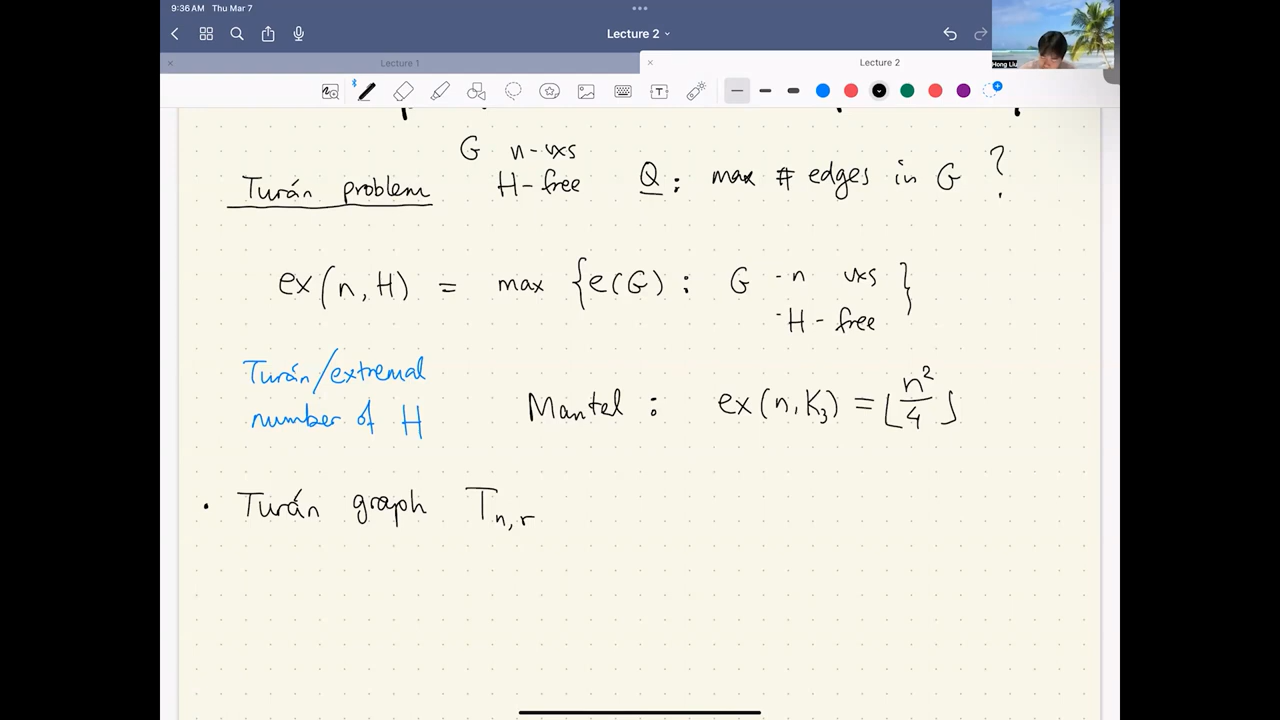 9:36 AM Thu Mar 7
Lecture 2
Lecture 1
Lecture 2
Hong Liu
G n-vxs
Turán problem H-free Q: max # edges in G ?
ex(n, H) = max {e(G) : G - n vxs
- H-free }
Turán/extremal
number of H
Mantel : ex(n, K₃) = ⌊n²/4⌋
• Turán graph T_{n,r}